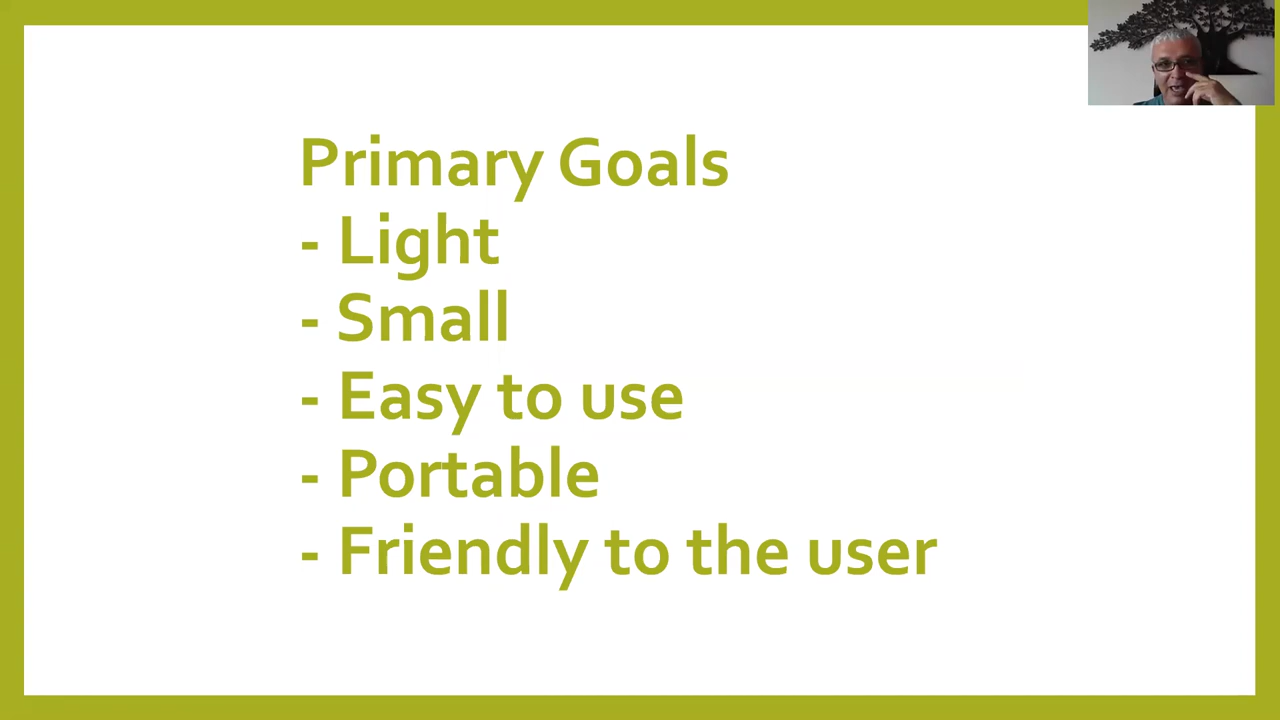 Primary Goals
- Light
- Small
- Easy to use
- Portable
- Friendly to the user